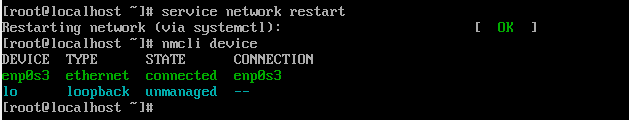 [root@localhost ~]# service network restart
Restarting network (via systemctl): [ OK ]
[root@localhost ~]# nmcli device
DEVICE TYPE STATE CONNECTION
enp0s3 ethernet connected enp0s3
lo loopback unmanaged --
[root@localhost ~]#